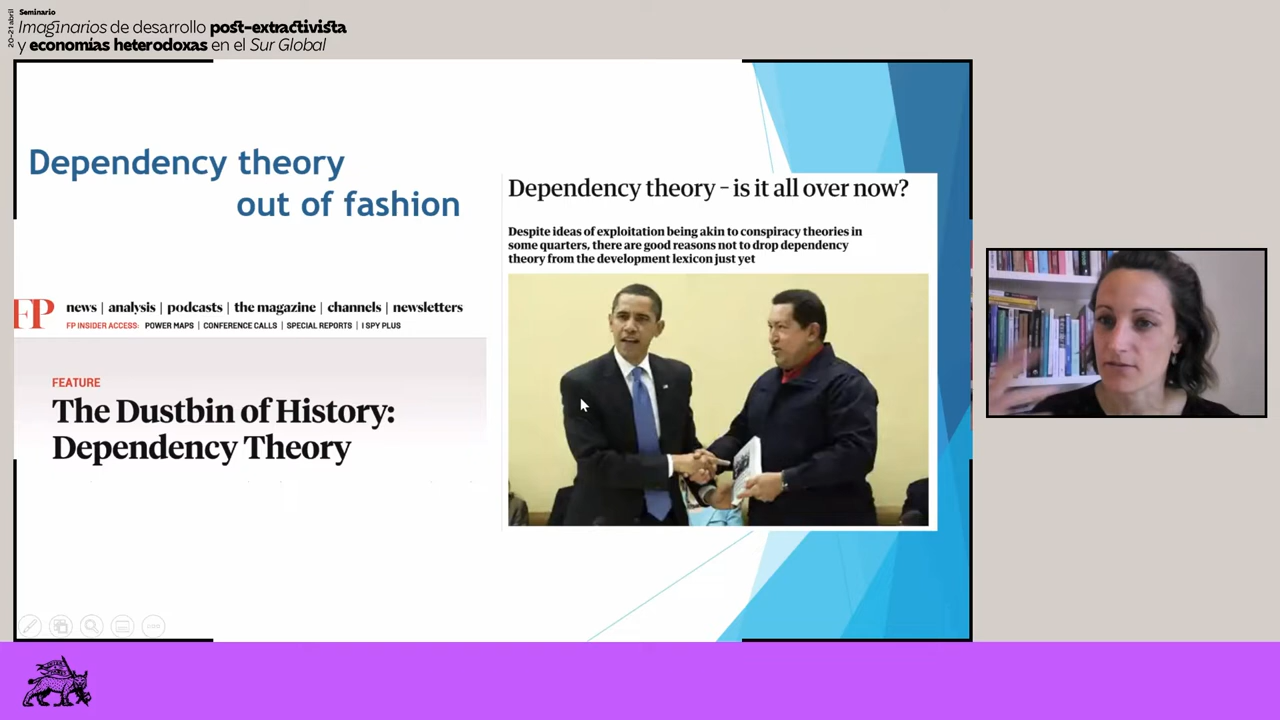 20-21 abril
Seminario
Imaginarios de desarrollo post-extractivista
y economías heterodoxas en el Sur Global
Dependency theory
out of fashion
FP
news | analysis | podcasts | the magazine | channels | newsletters
FP INSIDER ACCESS: POWER MAPS | CONFERENCE CALLS | SPECIAL REPORTS | I SPY PLUS
FEATURE
The Dustbin of History:
Dependency Theory
Dependency theory – is it all over now?
Despite ideas of exploitation being akin to conspiracy theories in
some quarters, there are good reasons not to drop dependency
theory from the development lexicon just yet